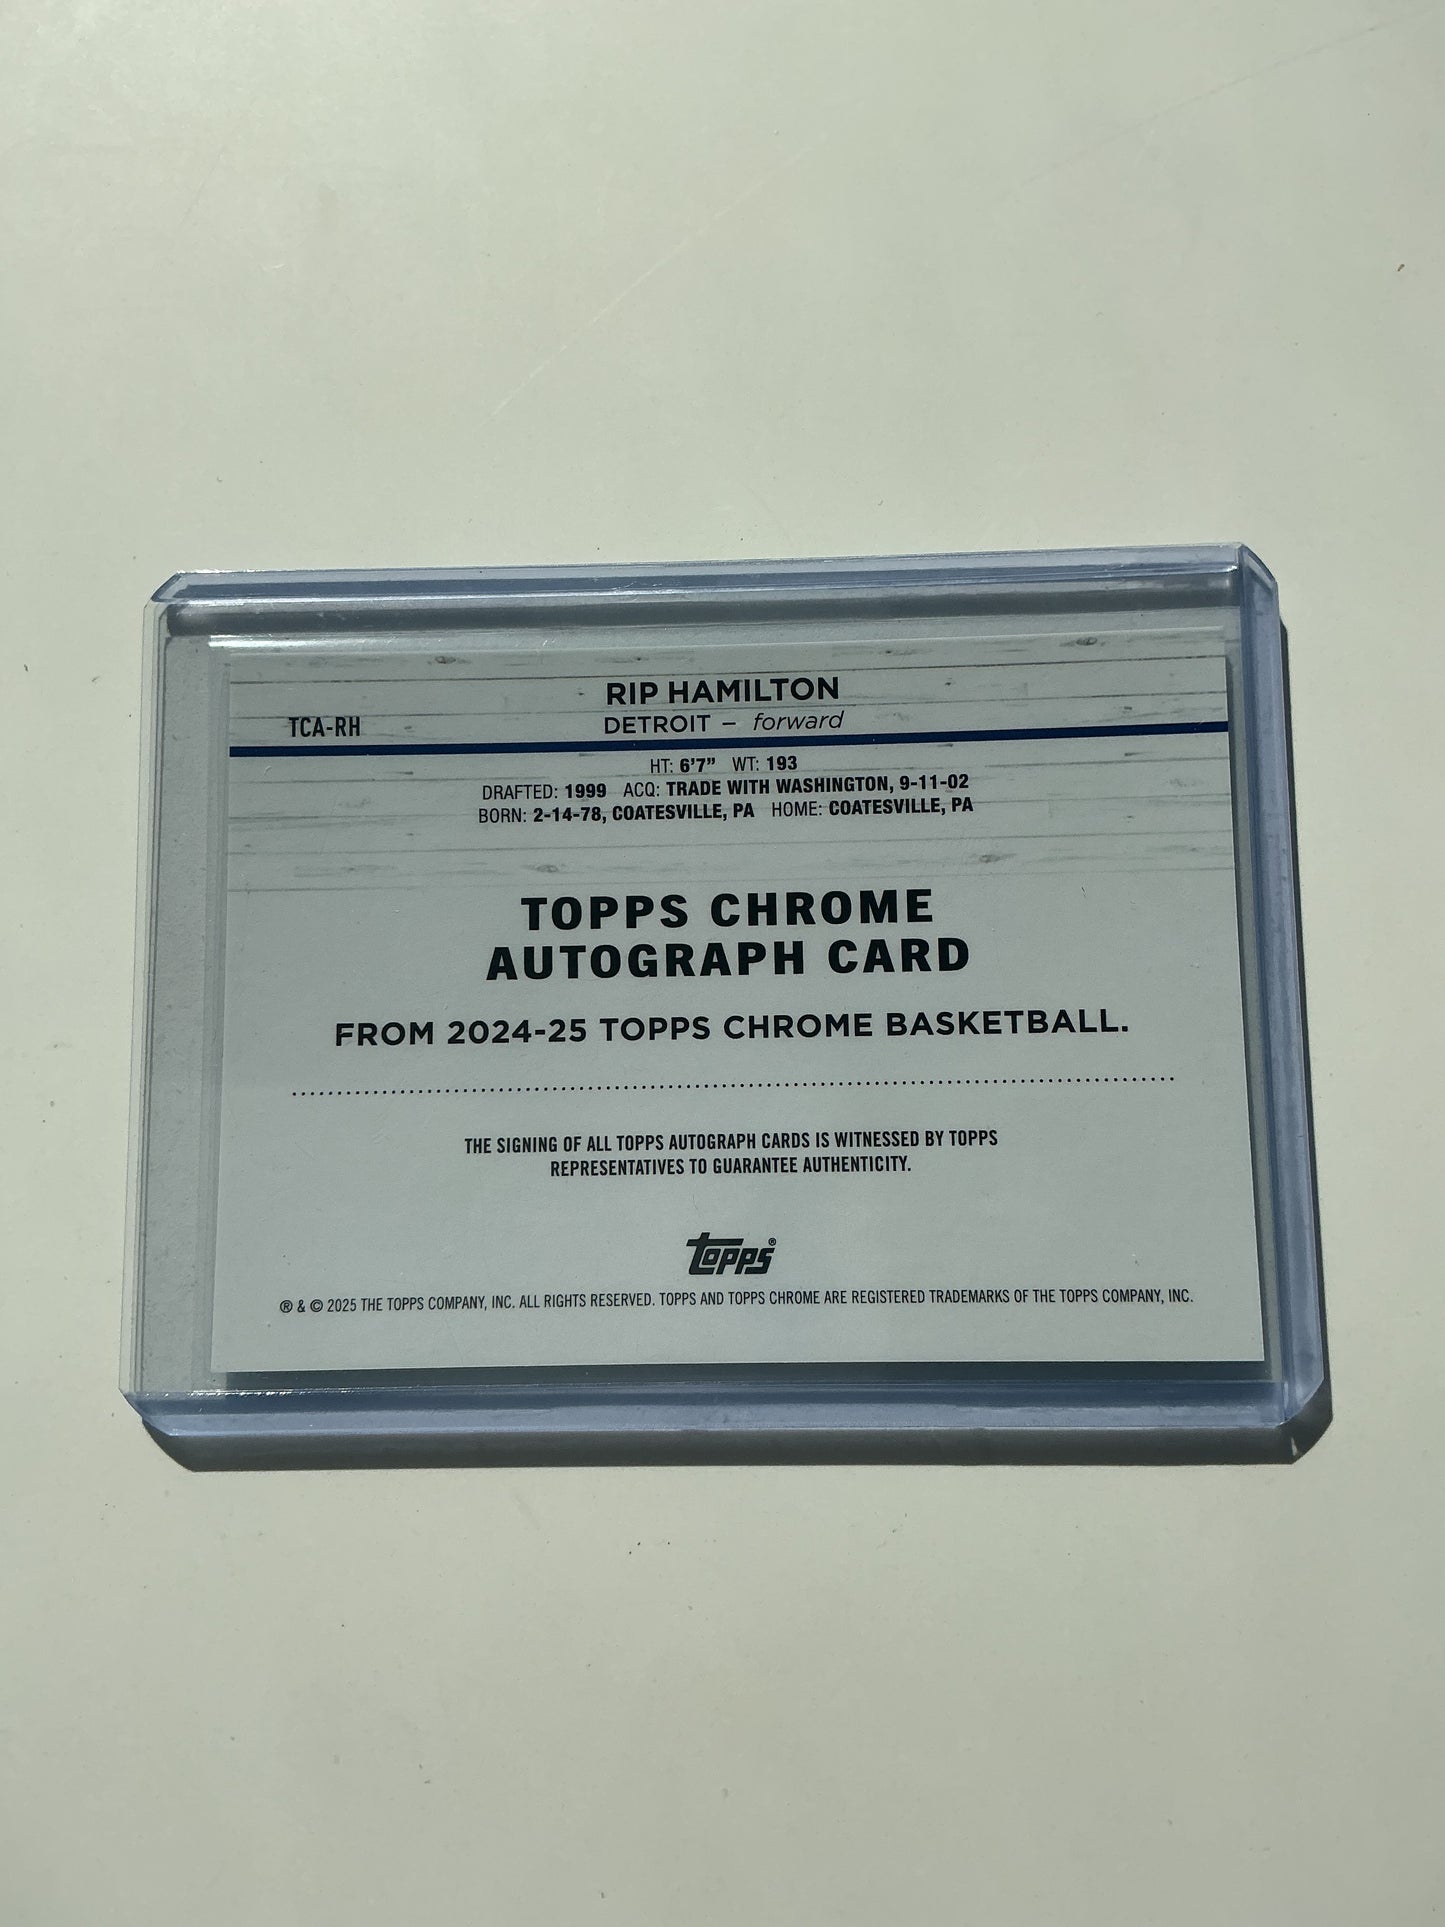 RIP HAMILTON
TCA-RH
DETROIT – forward
HT: 6'7" WT: 193
DRAFTED: 1999 ACQ: TRADE WITH WASHINGTON, 9-11-02
BORN: 2-14-78, COATESVILLE, PA HOME: COATESVILLE, PA
TOPPS CHROME
AUTOGRAPH CARD
FROM 2024-25 TOPPS CHROME BASKETBALL.
THE SIGNING OF ALL TOPPS AUTOGRAPH CARDS IS WITNESSED BY TOPPS
REPRESENTATIVES TO GUARANTEE AUTHENTICITY.
Topps®
® & © 2025 THE TOPPS COMPANY, INC. ALL RIGHTS RESERVED. TOPPS AND TOPPS CHROME ARE REGISTERED TRADEMARKS OF THE TOPPS COMPANY, INC.